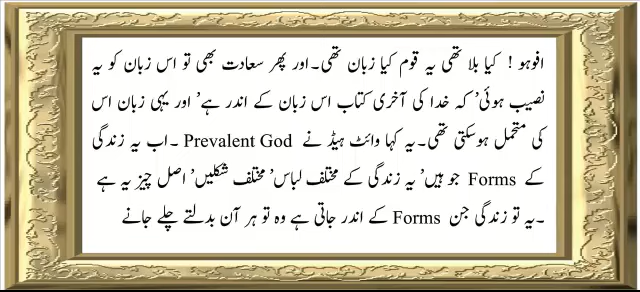 افوہو ! کیا بلا تھی یہ قوم کیا زبان تھی۔اور پھر سعادت بھی تو اس زبان کو یہ
نصیب ہوئی‘ کہ خدا کی آخری کتاب اس زبان کے اندر ہے‘ اور یہی زبان اس
کی متحمل ہوسکتی تھی۔یہ کہا وائٹ ہیڈ نے Prevalent God ۔اب یہ زندگی
کے Forms جو ہیں‘ یہ زندگی کے مختلف لباس‘ مختلف شکلیں‘ اصل چیز یہ ہے
۔یہ تو زندگی جن Forms کے اندر جاتی ہے وہ تو ہر آن بدلتے چلے جانے